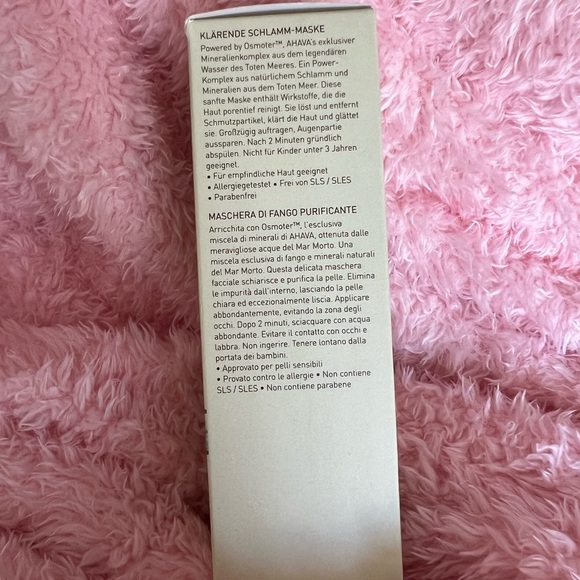 KLÄRENDE SCHLAMM-MASKE
Powered by Osmoter™, AHAVA's exklusiver
Mineralienkomplex aus dem legendären
Wasser des Toten Meeres. Ein Power-
Komplex aus natürlichem Schlamm und
Mineralien aus dem Toten Meer. Diese
sanfte Maske enthält Wirkstoffe, die die
Haut porentief reinigt. Sie löst und entfernt
Schmutzpartikel, klärt die Haut und glättet
sie. Großzügig auftragen, Augenpartie
aussparen. Nach 2 Minuten gründlich
abspülen. Nicht für Kinder unter 3 Jahren
geeignet.
• Für empfindliche Haut geeignet
• Allergiegetestet • Frei von SLS / SLES
• Parabenfrei
MASCHERA DI FANGO PURIFICANTE
Arricchita con Osmoter™, l'esclusiva
miscela di minerali di AHAVA, ottenuta dalle
meravigliose acque del Mar Morto. Una
miscela esclusiva di fango e minerali naturali
del Mar Morto. Questa delicata maschera
facciale schiarisce e purifica la pelle. Elimina
le impurità dall'interno, lasciando la pelle
chiara ed eccezionalmente liscia. Applicare
abbondantemente, evitando la zona degli
occhi. Dopo 2 minuti, sciacquare con acqua
abbondante. Evitare il contatto con occhi e
labbra. Non ingerire. Tenere lontano dalla
portata dei bambini.
• Approvato per pelli sensibili
• Provato contro le allergie • Non contiene
SLS / SLES • Non contiene parabene